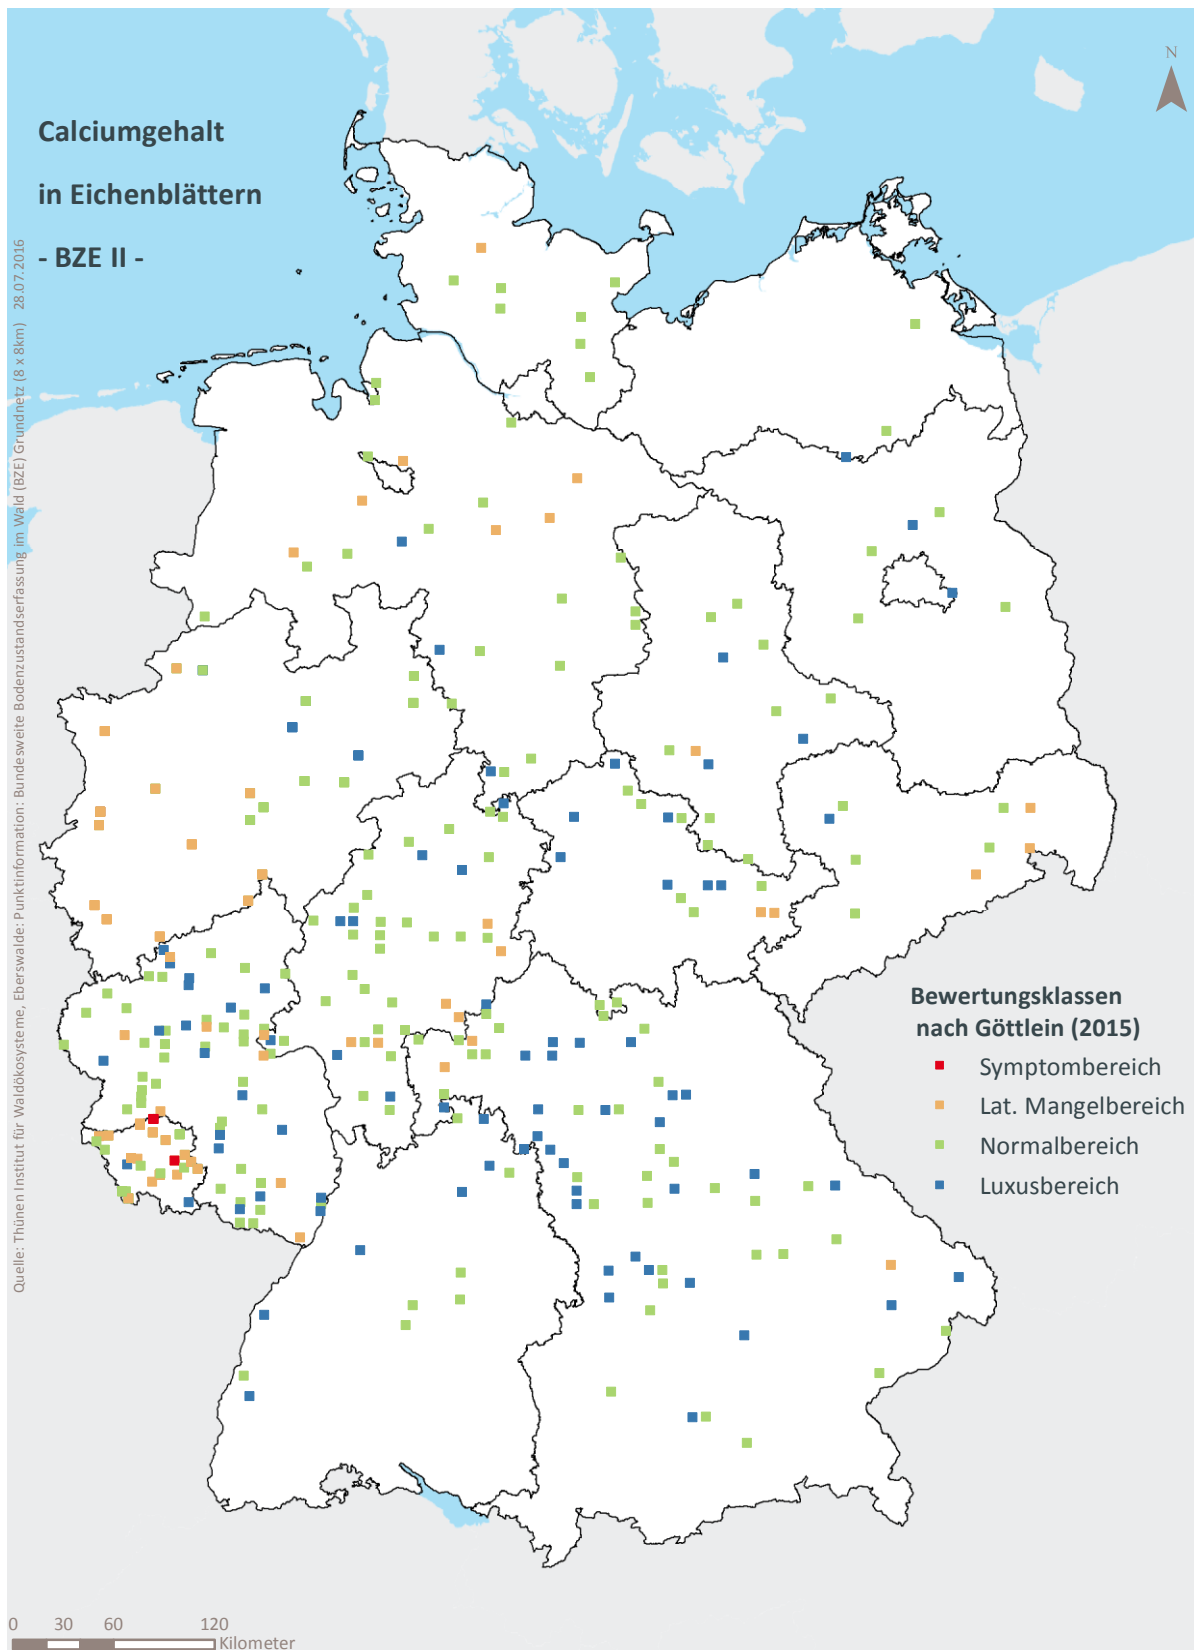 Calciumgehalt
in Eichenblättern
- BZE II -
N
Quelle: Thünen Institut für Waldökosysteme, Eberswalde: Punktinformation: Bundesweite Bodenzustandserfassung im Wald (BZE) Grundnetz (8 x 8km) 28.07.2016
Bewertungsklassen
nach Göttlein (2015)
Symptombereich
Lat. Mangelbereich
Normalbereich
Luxusbereich
0 30 60 120
Kilometer